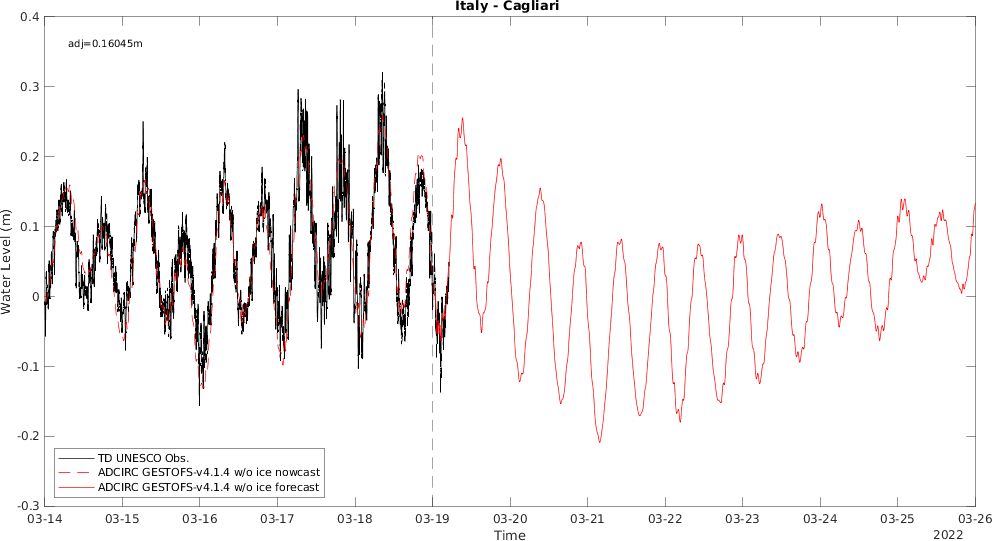 Italy - Cagliari
adj=0.16045m
Water Level (m)
0.4
0.3
0.2
0.1
0
-0.1
-0.2
-0.3
TD UNESCO Obs.
ADCIRC GESTOFS-v4.1.4 w/o ice nowcast
ADCIRC GESTOFS-v4.1.4 w/o ice forecast
03-14 03-15 03-16 03-17 03-18 03-19 03-20 03-21 03-22 03-23 03-24 03-25 03-26
Time
2022